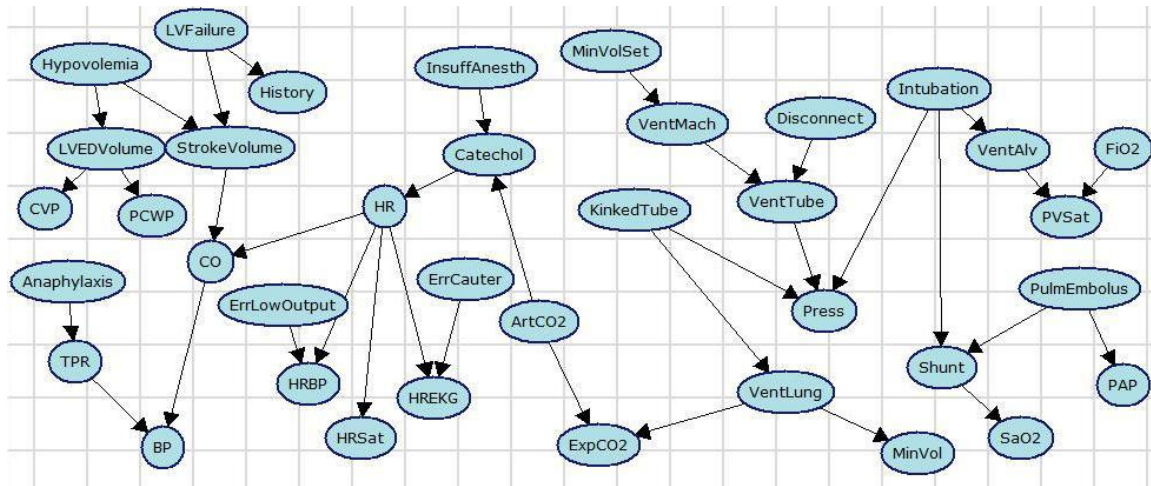 LVFailure
Hypovolemia
MinVolSet
InsuffAnesth
History
Intubation
VentMach
Disconnect
LVEDVolume
StrokeVolume
Catechol
VentAlv
FiO2
CVP
PCWP
HR
KinkedTube
VentTube
PVSat
CO
Anaphylaxis
ErrCauter
ErrLowOutput
ArtCO2
Press
PulmEmbolus
TPR
HRBP
HREKG
VentLung
Shunt
PAP
BP
HRSat
ExpCO2
MinVol
SaO2